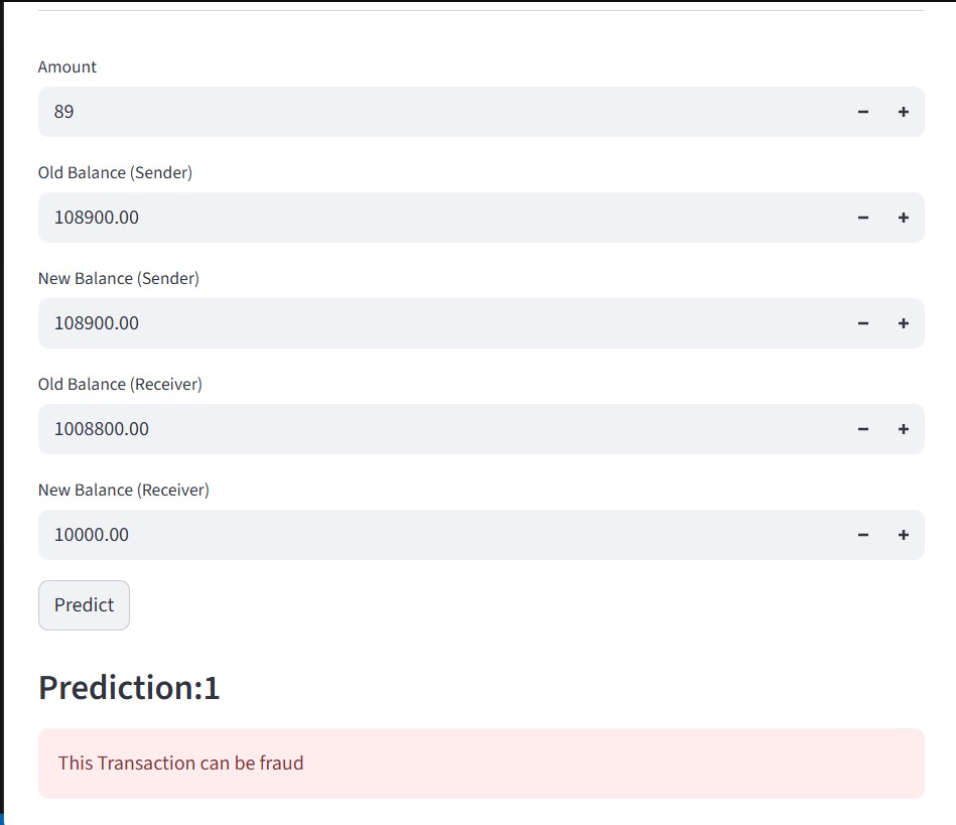 Amount
89
Old Balance (Sender)
108900.00
New Balance (Sender)
108900.00
Old Balance (Receiver)
1008800.00
New Balance (Receiver)
10000.00
Predict
Prediction:1
This Transaction can be fraud